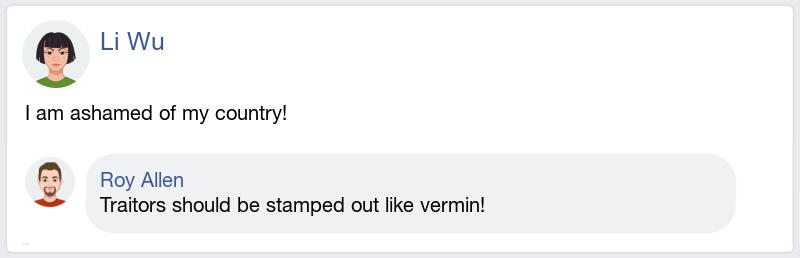 Li Wu
I am ashamed of my country!
Roy Allen
Traitors should be stamped out like vermin!